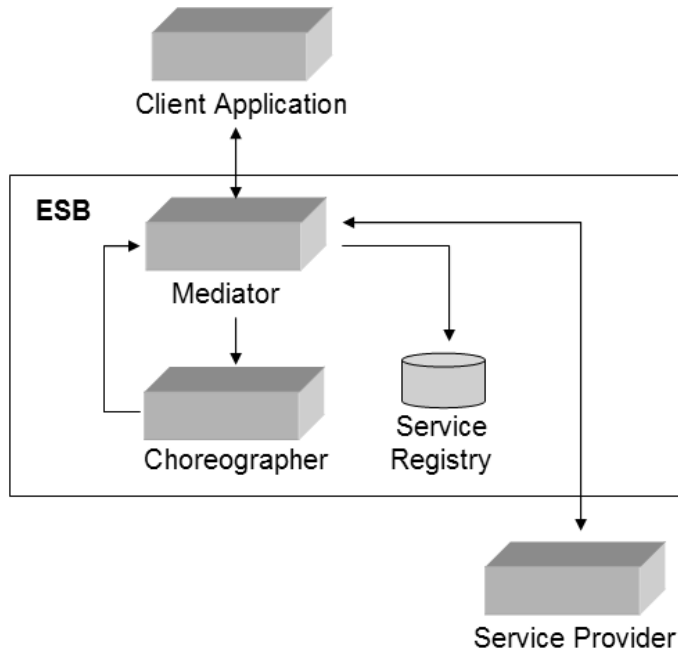 Client Application
ESB
Mediator
Choreographer
Service
Registry
Service Provider